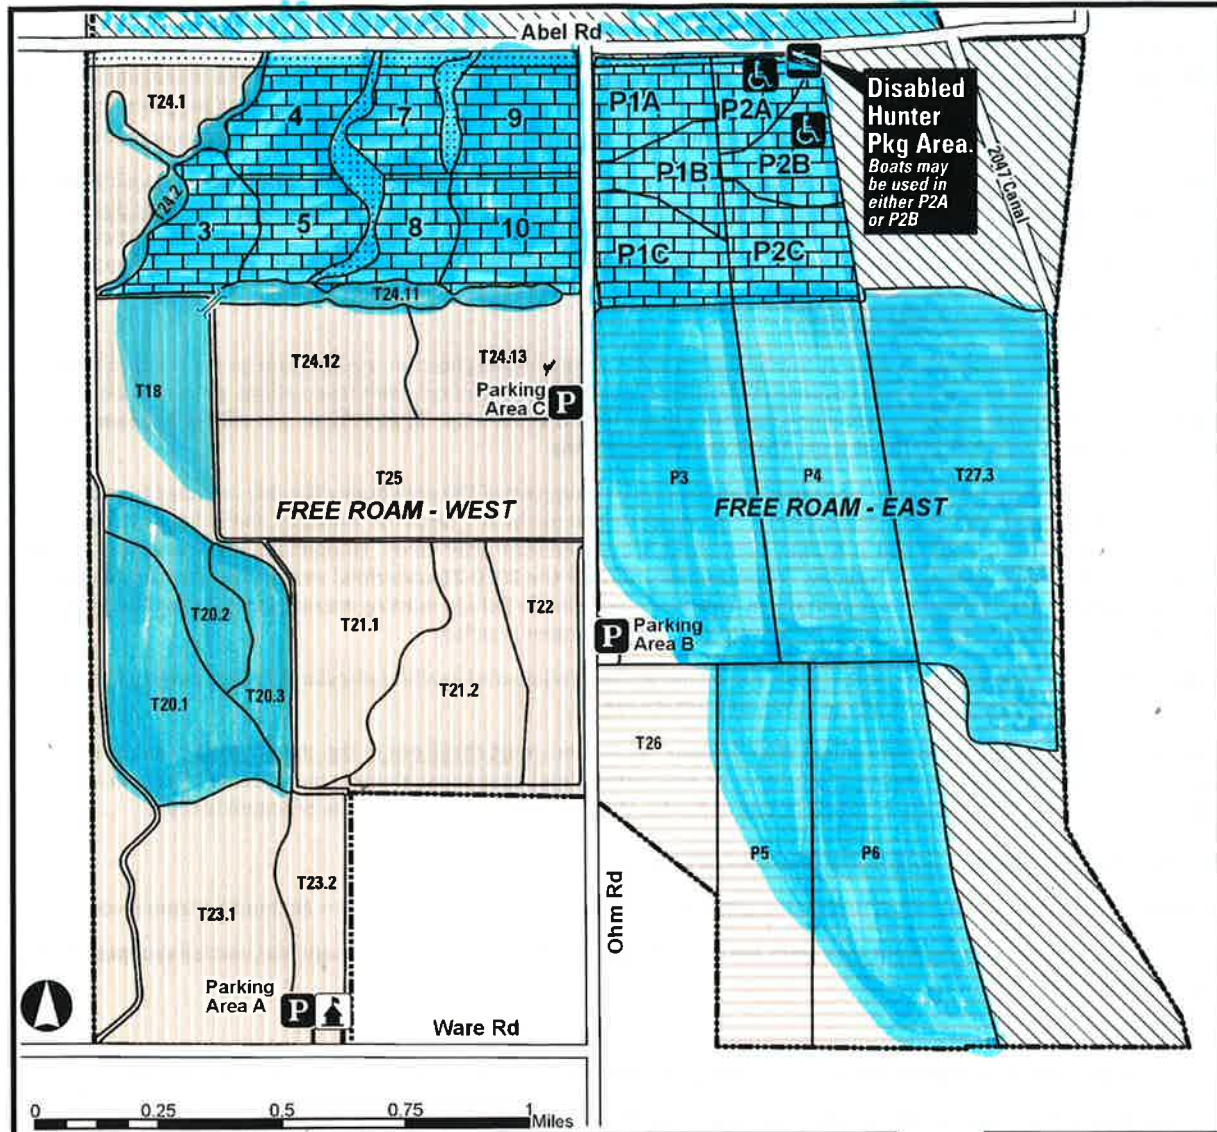 Abel Rd
T24.1
4
7
9
P1A
P2A
Disabled
Hunter
Pkg Area.
Boats may
be used in
either P2A
or P2B
2047 Canal
T24.2
3
5
8
10
P1B
P2B
P1C
P2C
T24.11
T18
T24.12
T24.13
Parking
Area C
P
T25
FREE ROAM - WEST
P3
P4
T27.3
FREE ROAM - EAST
T20.2
T21.1
T22
P
Parking
Area B
T20.1
T20.3
T21.2
T26
P5
P6
T23.1
T23.2
Ohm Rd
Parking
Area A
P
Ware Rd
0 0.25 0.5 0.75 1
Miles